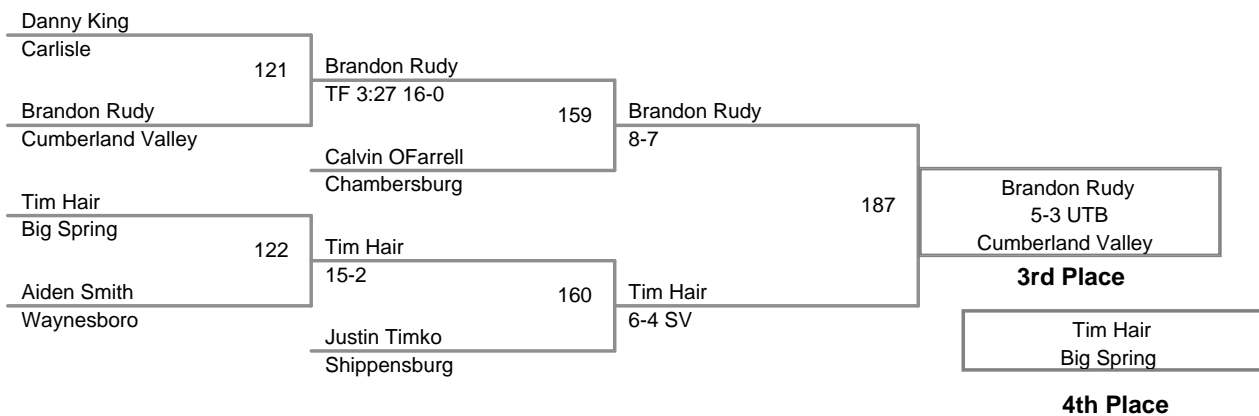 Danny King
Carlisle
121
Brandon Rudy
Cumberland Valley
Brandon Rudy
TF 3:27 16-0
159
Calvin OFarrell
Chambersburg
Brandon Rudy
8-7
Tim Hair
Big Spring
122
Aiden Smith
Waynesboro
Tim Hair
15-2
160
Justin Timko
Shippensburg
Tim Hair
6-4 SV
187
Brandon Rudy
5-3 UTB
Cumberland Valley
3rd Place
Tim Hair
Big Spring
4th Place